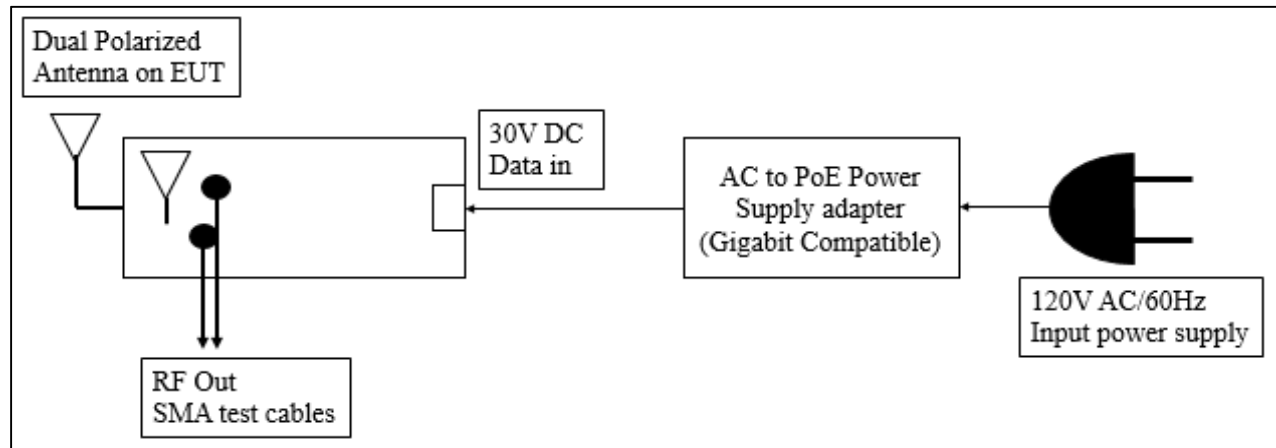 Dual Polarized
Antenna on EUT
30V DC
Data in
AC to PoE Power
Supply adapter
(Gigabit Compatible)
120V AC/60Hz
Input power supply
RF Out
SMA test cables